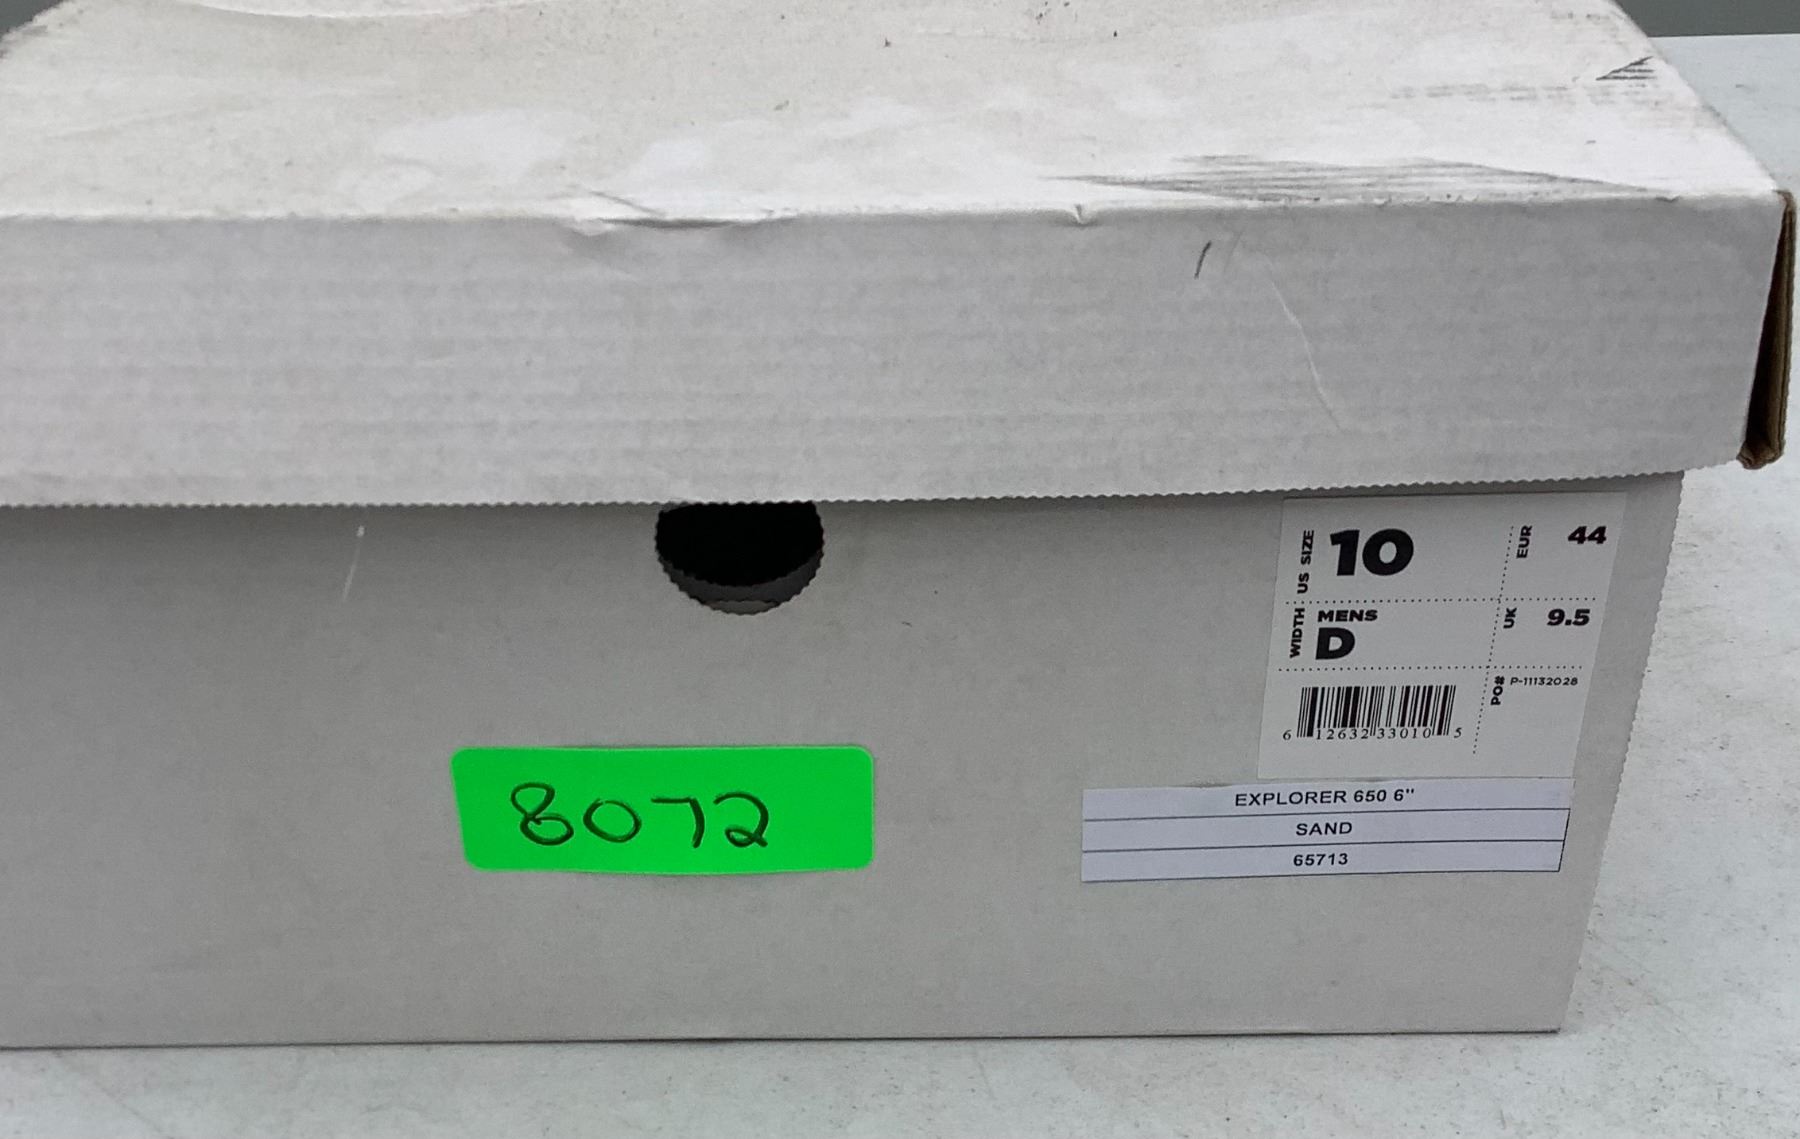 US SIZE 10
EUR 44
WIDTH MENS D
UK 9.5
PO# P-11132028
6 12632 33010 5
EXPLORER 650 6"
SAND
65713
8072